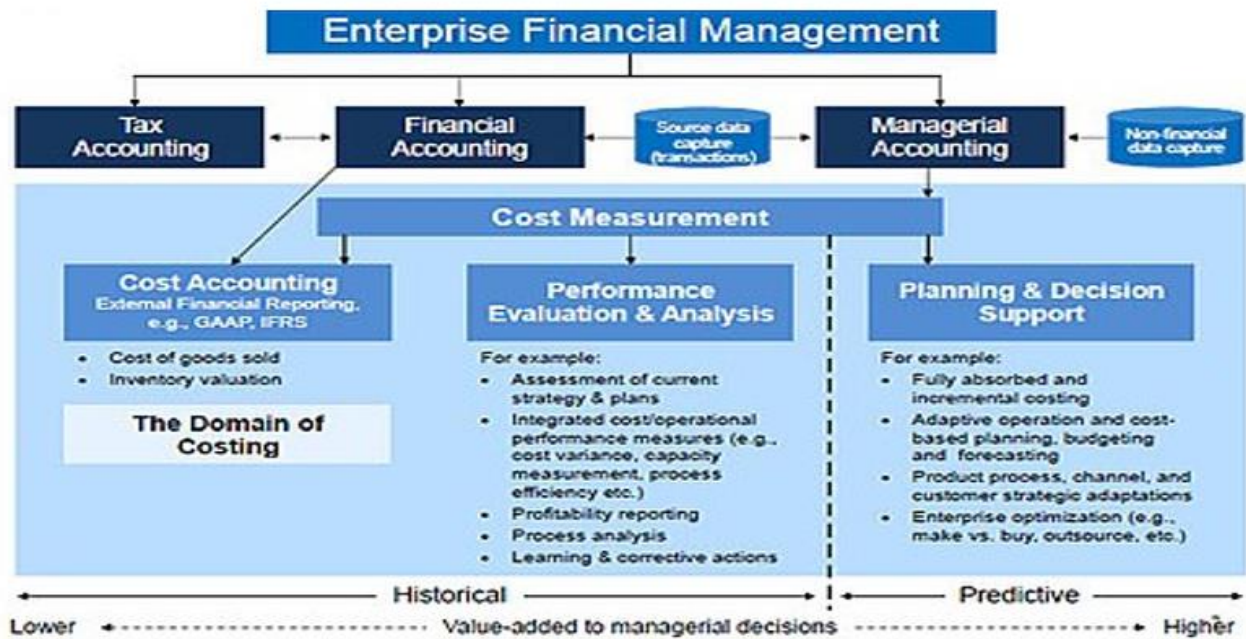 Enterprise Financial Management
Tax
Accounting
Financial
Accounting
Source data
capture
(transactions)
Managerial
Accounting
Non-financial
data capture
Cost Measurement
Cost Accounting
External Financial Reporting,
e.g., GAAP, IFRS
• Cost of goods sold
• Inventory valuation
The Domain of
Costing
Performance
Evaluation & Analysis
For example:
• Assessment of current
strategy & plans
• Integrated cost/operational
performance measures (e.g.,
cost variance, capacity
measurement, process
efficiency etc.)
• Profitability reporting
• Process analysis
• Learning & corrective actions
Planning & Decision
Support
For example:
• Fully absorbed and
incremental costing
• Adaptive operation and cost-
based planning, budgeting
and forecasting
• Product process, channel, and
customer strategic adaptations
• Enterprise optimization (e.g.,
make vs. buy, outsource, etc.)
Historical
Predictive
Lower
Value-added to managerial decisions
Higher